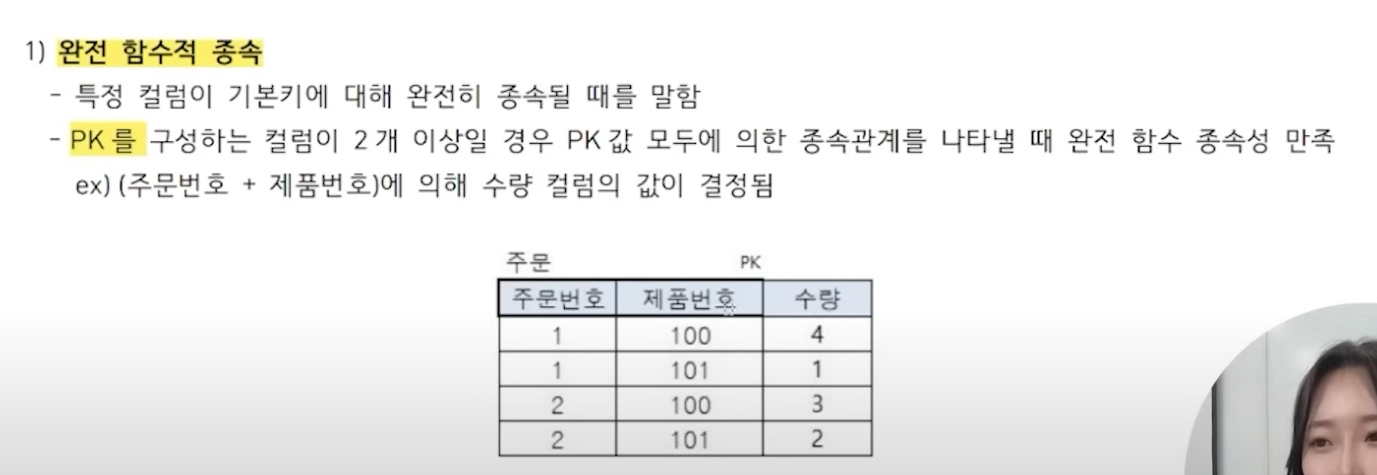 1) 완전 함수적 종속
- 특정 컬럼이 기본키에 대해 완전히 종속될 때를 말함
- PK를 구성하는 컬럼이 2개 이상일 경우 PK값 모두에 의한 종속관계를 나타낼 때 완전 함수 종속성 만족
ex) (주문번호 + 제품번호)에 의해 수량 컬럼의 값이 결정됨
주문 PK
주문번호 제품번호 수량
1 100 4
1 101 1
2 100 3
2 101 2